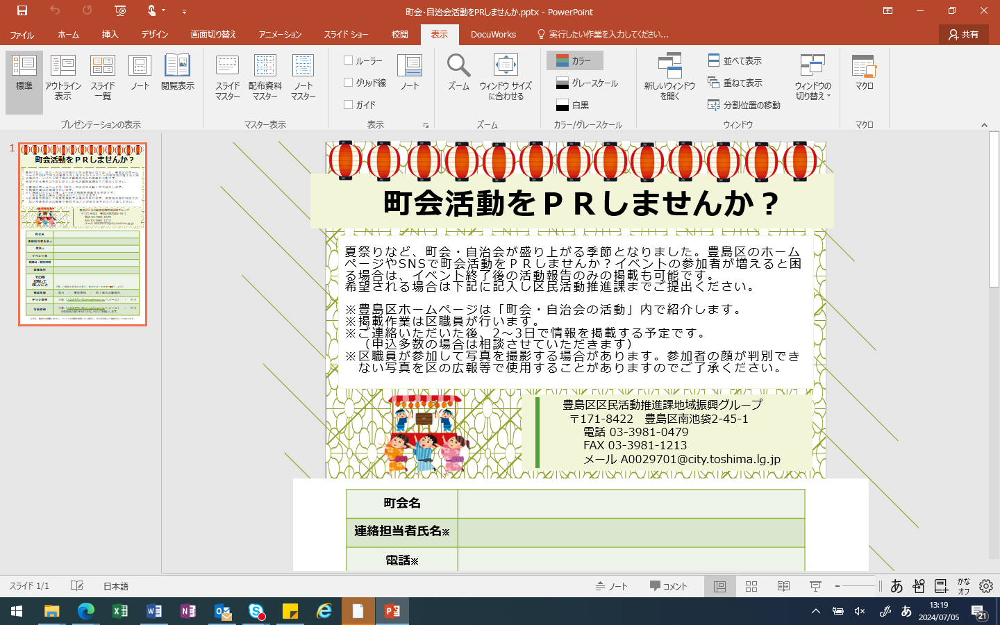 町会・自治会活動をPRしませんか.pptx - PowerPoint
ファイル ホーム 挿入 デザイン 画面切り替え アニメーション スライド ショー 校閲 表示 DocuWorks 実行したい作業を入力してください... 共有
標準
アウトライン表示
スライド一覧
ノート
閲覧表示
プレゼンテーションの表示
スライドマスター
配布資料マスター
ノートマスター
マスター表示
ルーラー
グリッド線
ガイド
ノート
表示
ズーム
ウィンドウ サイズに合わせる
ズーム
カラー
グレースケール
白黒
カラー/グレースケール
新しいウィンドウを開く
並べて表示
重ねて表示
分割位置の移動
ウィンドウの切り替え
ウィンドウ
マクロ
マクロ
1
町会活動をＰＲしませんか？
町会活動をＰＲしませんか？
夏祭りなど、町会・自治会が盛り上がる季節となりました。豊島区のホーム
ページやSNSで町会活動をＰＲしませんか？イベントの参加者が増えると困
る場合は、イベント終了後の活動報告のみの掲載も可能です。
希望される場合は下記に記入し区民活動推進課までご提出ください。
※豊島区ホームページは「町会・自治会の活動」内で紹介します。
※掲載作業は区職員が行います。
※ご連絡いただいた後、2～3日で情報を掲載する予定です。
（申込多数の場合は相談させていただきます）
※区職員が参加して写真を撮影する場合があります。参加者の顔が判別でき
ない写真を区の広報等で使用することがありますのでご了承ください。
豊島区区民活動推進課地域振興グループ
〒171-8422　豊島区南池袋2-45-1
電話 03-3981-0479
FAX 03-3981-1213
メール A0029701@city.toshima.lg.jp
町会名
連絡担当者氏名※
電話※
スライド 1/1 日本語 ノート コメント あ かな
オフ
あ 13:19
2024/07/05 21